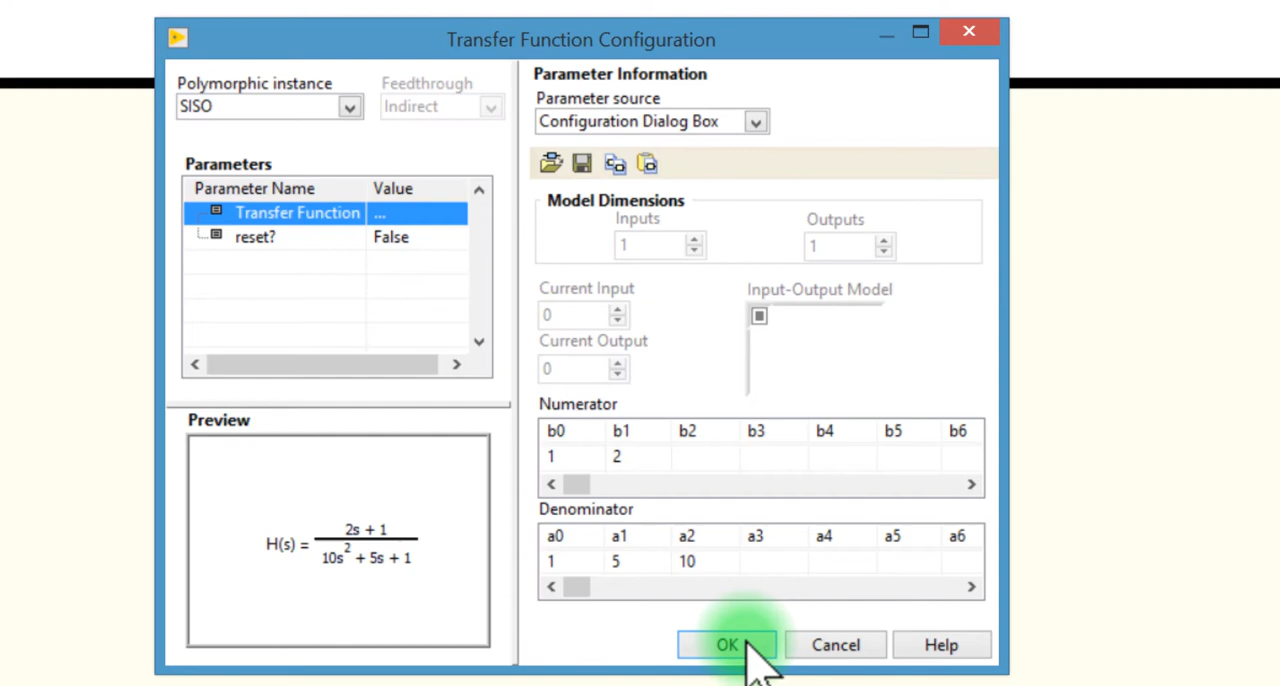 Transfer Function Configuration
Polymorphic instance
SISO
Feedthrough
Indirect
Parameters
Parameter Name Value
Transfer Function ...
reset? False
Preview
H(s) = 2s + 1
10s² + 5s + 1
Parameter Information
Parameter source
Configuration Dialog Box
Model Dimensions
Inputs
1
Outputs
1
Current Input
0
Current Output
0
Input-Output Model
Numerator
b0 b1 b2 b3 b4 b5 b6
1 2
Denominator
a0 a1 a2 a3 a4 a5 a6
1 5 10
OK Cancel Help